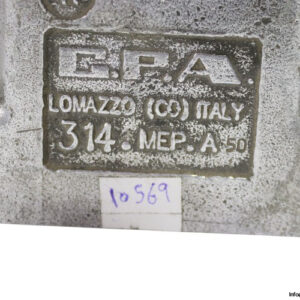 C.P.A.
LOMAZZO (CO) ITALY
314. MEP. A 50
10569